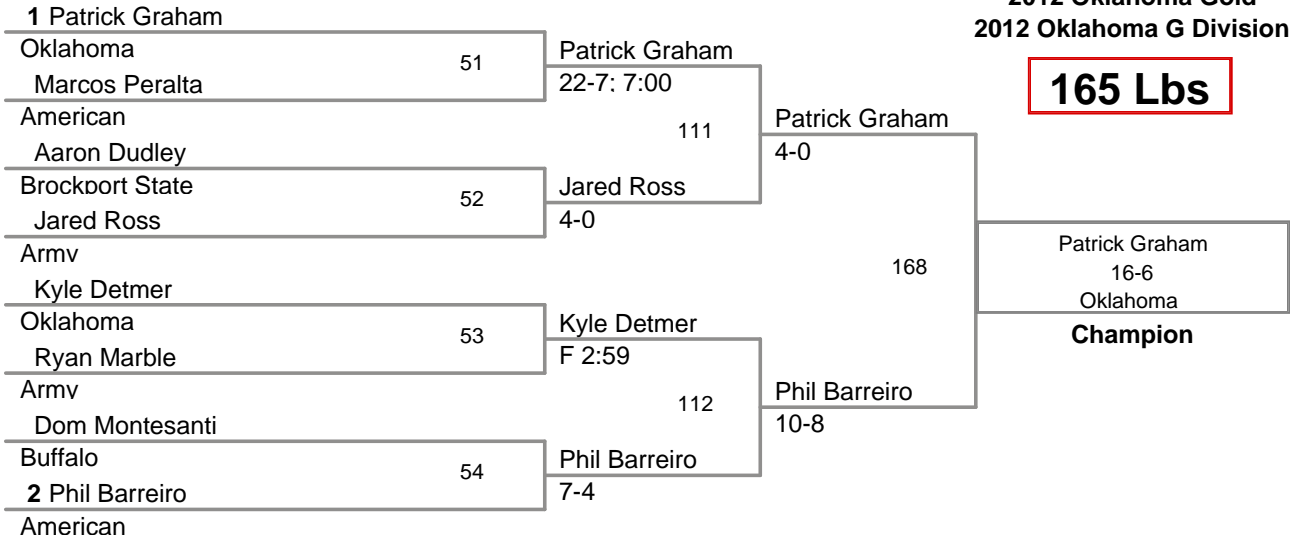 2012 Oklahoma Gold
2012 Oklahoma G Division
165 Lbs
1 Patrick Graham
Oklahoma
51
Marcos Peralta
American
Aaron Dudley
Brockport State
52
Jared Ross
Army
Kyle Detmer
Oklahoma
53
Ryan Marble
Army
Dom Montesanti
Buffalo
54
2 Phil Barreiro
American
Patrick Graham
22-7; 7:00
111
Jared Ross
4-0
Kyle Detmer
F 2:59
112
Phil Barreiro
7-4
Patrick Graham
4-0
168
Phil Barreiro
10-8
Patrick Graham
16-6
Oklahoma
Champion